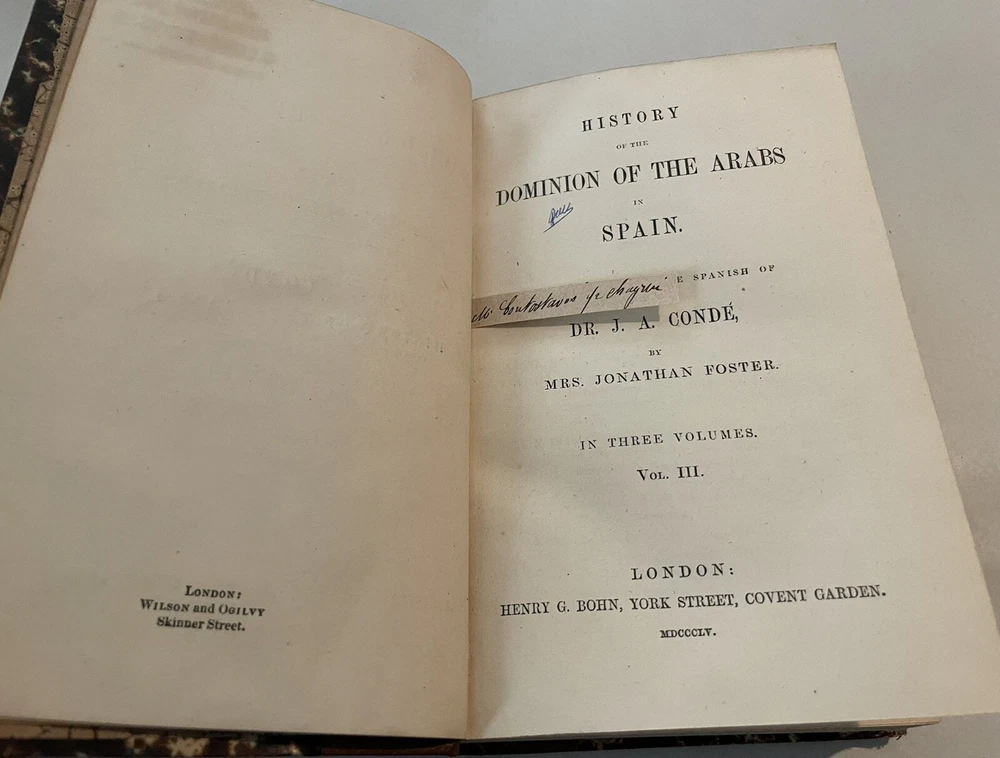 London:
Wilson and Ogilvy
Skinner Street.
HISTORY
OF THE
DOMINION OF THE ARABS
IN
SPAIN.
E SPANISH OF
DR. J. A. CONDÉ,
BY
MRS. JONATHAN FOSTER.
IN THREE VOLUMES.
Vol. III.
LONDON:
HENRY G. BOHN, YORK STREET, COVENT GARDEN.
MDCCCLV.